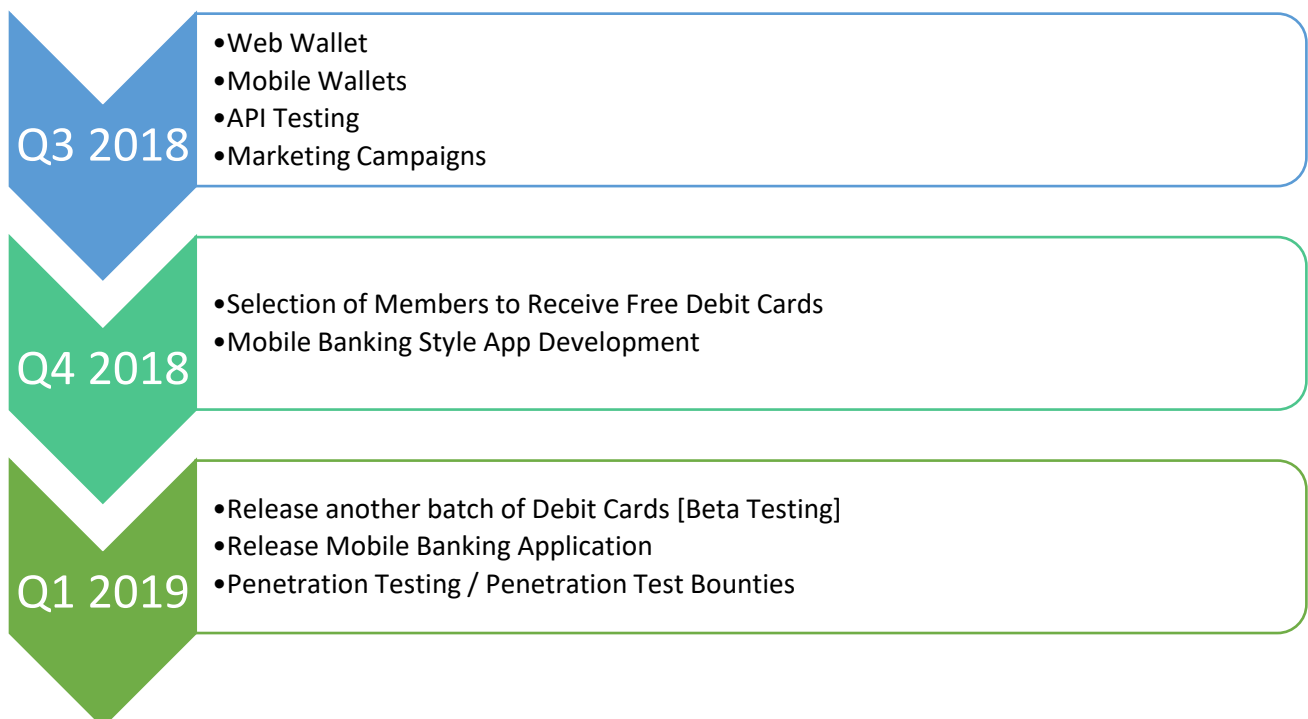 Q3 2018
•Web Wallet
•Mobile Wallets
•API Testing
•Marketing Campaigns
Q4 2018
•Selection of Members to Receive Free Debit Cards
•Mobile Banking Style App Development
Q1 2019
•Release another batch of Debit Cards [Beta Testing]
•Release Mobile Banking Application
•Penetration Testing / Penetration Test Bounties